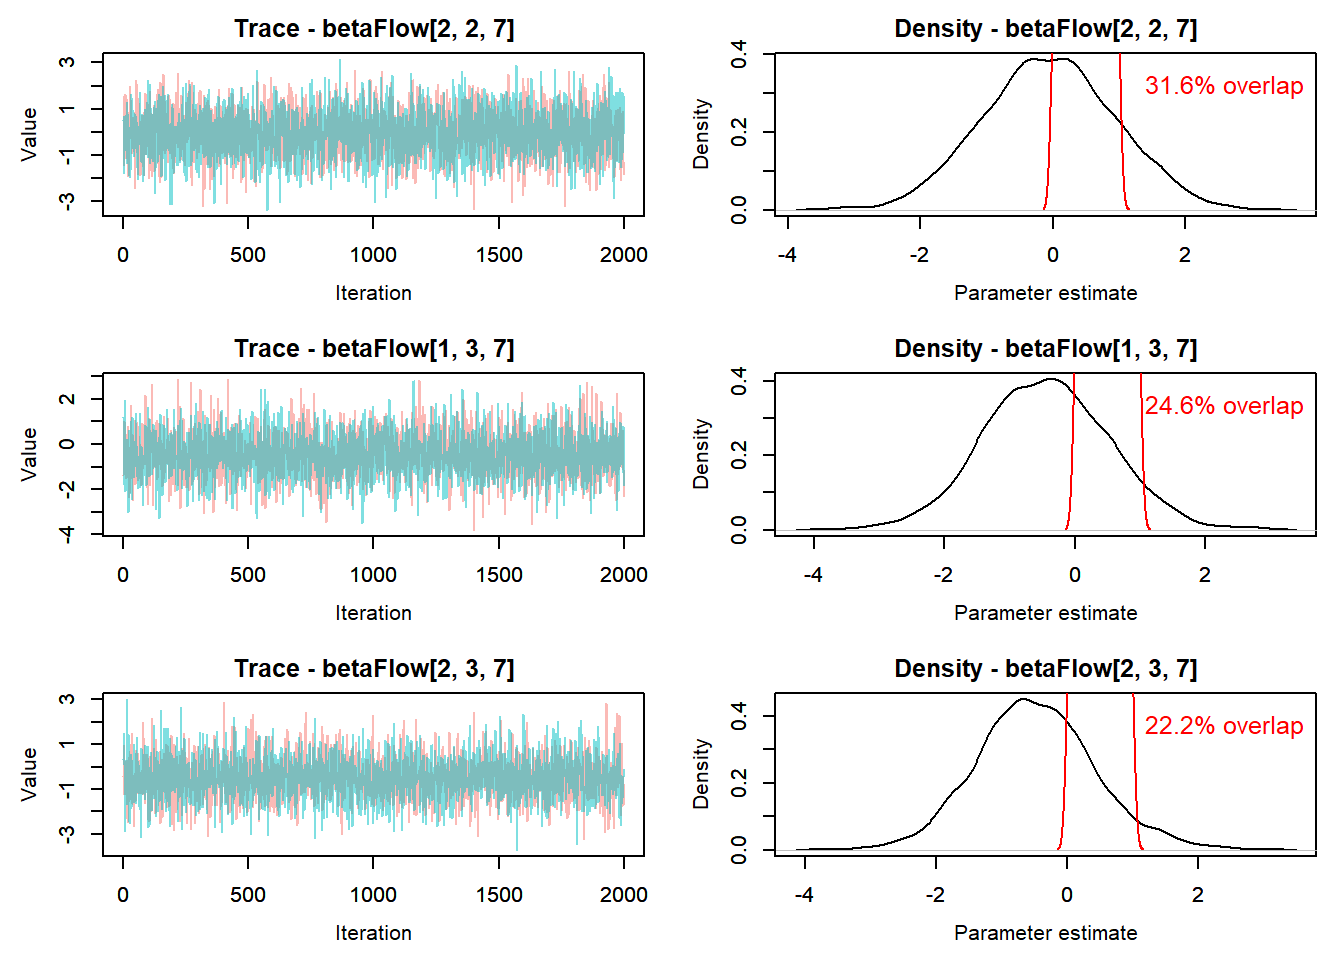 Trace - betaFlow[2, 2, 7]
Value
3
1
-1
-3
0 500 1000 1500 2000
Iteration
Density - betaFlow[2, 2, 7]
31.6% overlap
Density
0.4
0.2
0.0
-4 -2 0 2
Parameter estimate
Trace - betaFlow[1, 3, 7]
Value
2
0
-2
-4
0 500 1000 1500 2000
Iteration
Density - betaFlow[1, 3, 7]
24.6% overlap
Density
0.4
0.2
0.0
-4 -2 0 2
Parameter estimate
Trace - betaFlow[2, 3, 7]
Value
3
1
-1
-3
0 500 1000 1500 2000
Iteration
Density - betaFlow[2, 3, 7]
22.2% overlap
Density
0.4
0.2
0.0
-4 -2 0 2
Parameter estimate